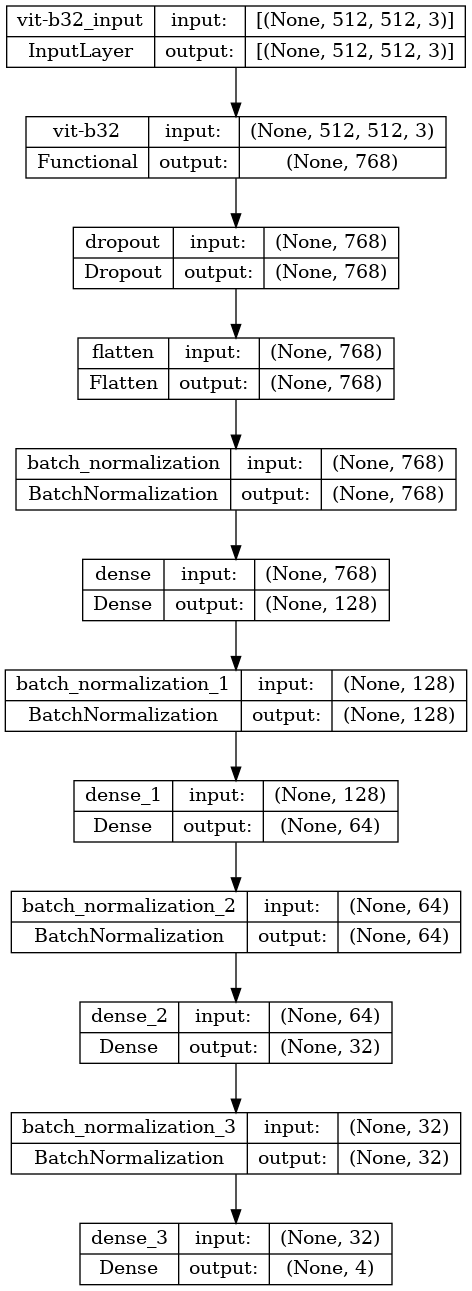 vit-b32_input input: [(None, 512, 512, 3)]
InputLayer output: [(None, 512, 512, 3)]
vit-b32 input: (None, 512, 512, 3)
Functional output: (None, 768)
dropout input: (None, 768)
Dropout output: (None, 768)
flatten input: (None, 768)
Flatten output: (None, 768)
batch_normalization input: (None, 768)
BatchNormalization output: (None, 768)
dense input: (None, 768)
Dense output: (None, 128)
batch_normalization_1 input: (None, 128)
BatchNormalization output: (None, 128)
dense_1 input: (None, 128)
Dense output: (None, 64)
batch_normalization_2 input: (None, 64)
BatchNormalization output: (None, 64)
dense_2 input: (None, 64)
Dense output: (None, 32)
batch_normalization_3 input: (None, 32)
BatchNormalization output: (None, 32)
dense_3 input: (None, 32)
Dense output: (None, 4)